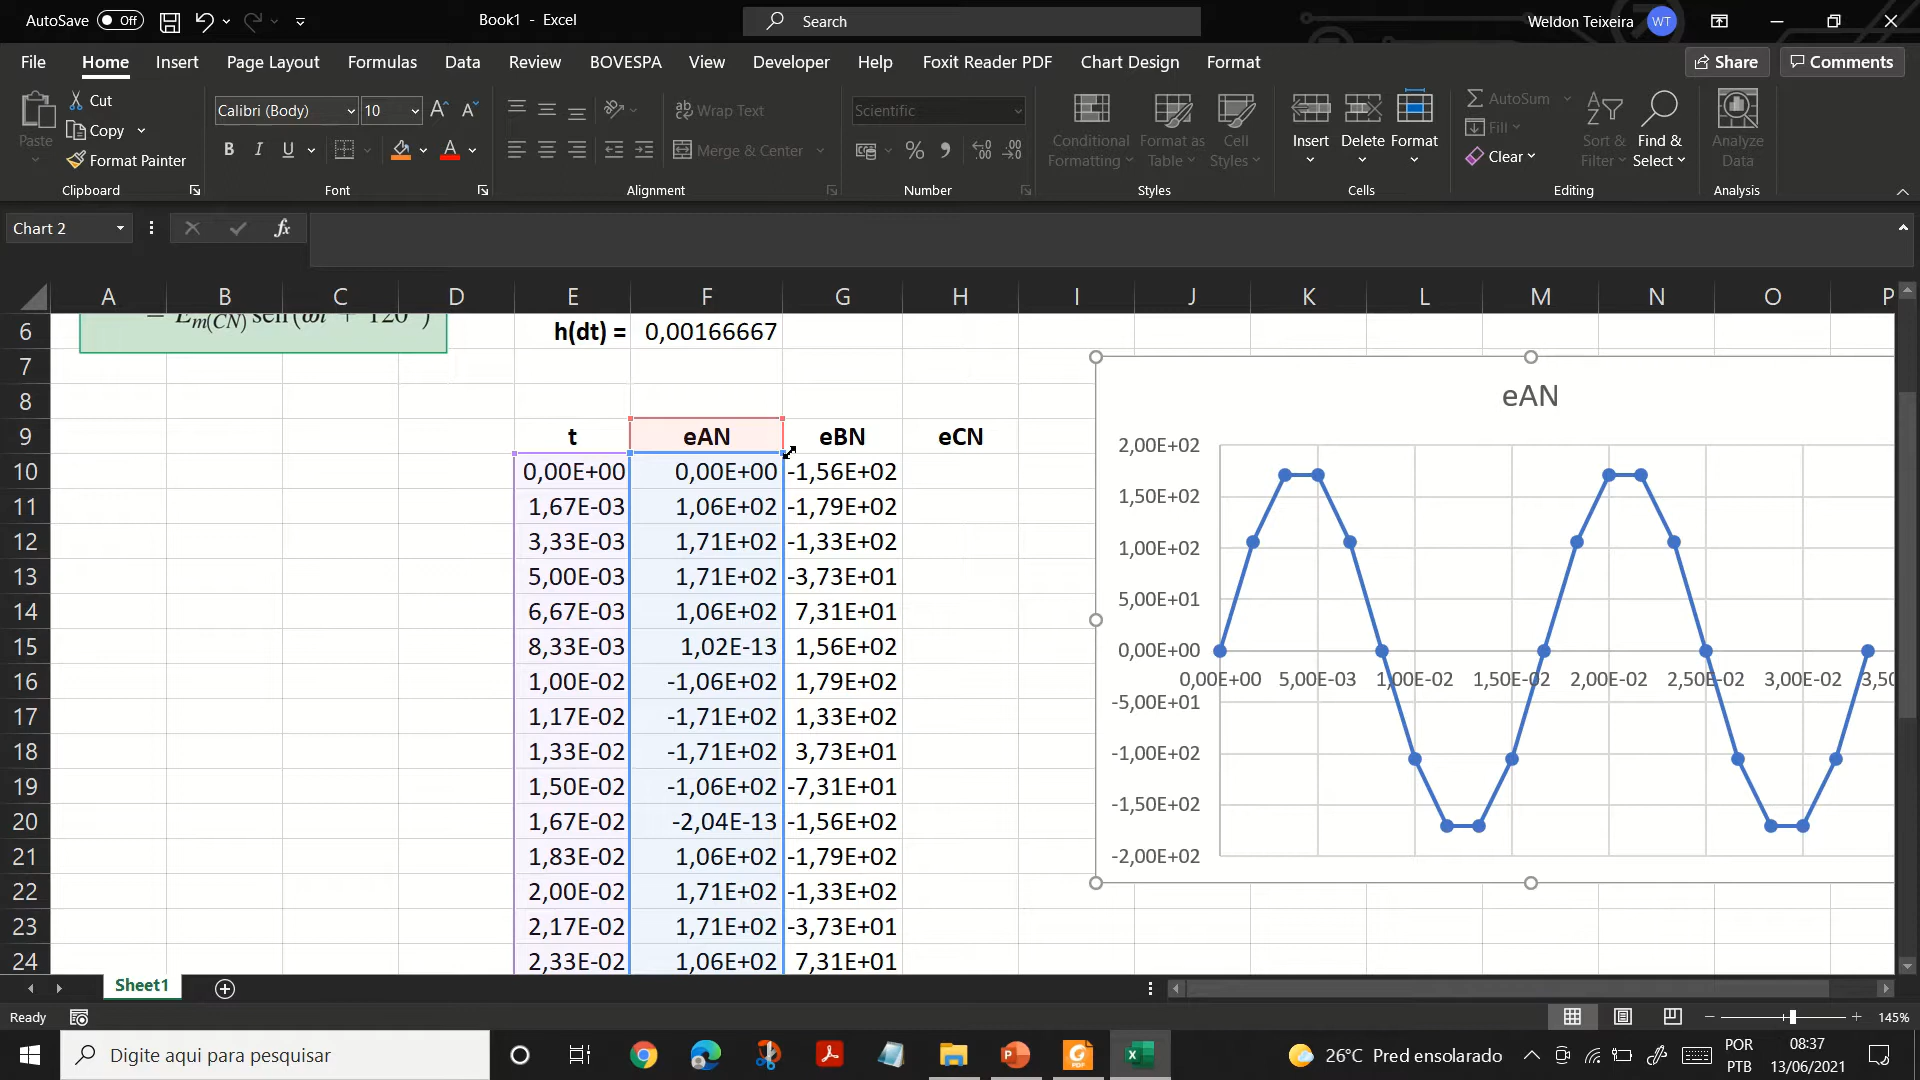 AutoSave Off
Book1 - Excel
Search
Weldon Teixeira WT
File Home Insert Page Layout Formulas Data Review BOVESPA View Developer Help Foxit Reader PDF Chart Design Format Share Comments
Paste
Cut
Copy
Format Painter
Clipboard
Calibri (Body) 10
B I U
Font
ab Wrap Text
Merge & Center
Alignment
Scientific
Number
Conditional Formatting
Format as Table
Cell Styles
Styles
Insert Delete Format
Cells
AutoSum
Fill
Clear
Sort & Filter
Find & Select
Editing
Analyze Data
Analysis
Chart 2 fx
A B C D E F G H I J K L M N O P
6 h(dt) = 0,00166667
7
8
9 t eAN eBN eCN
10 0,00E+00 0,00E+00 -1,56E+02
11 1,67E-03 1,06E+02 -1,79E+02
12 3,33E-03 1,71E+02 -1,33E+02
13 5,00E-03 1,71E+02 -3,73E+01
14 6,67E-03 1,06E+02 7,31E+01
15 8,33E-03 1,02E-13 1,56E+02
16 1,00E-02 -1,06E+02 1,79E+02
17 1,17E-02 -1,71E+02 1,33E+02
18 1,33E-02 -1,71E+02 3,73E+01
19 1,50E-02 -1,06E+02 -7,31E+01
20 1,67E-02 -2,04E-13 -1,56E+02
21 1,83E-02 1,06E+02 -1,79E+02
22 2,00E-02 1,71E+02 -1,33E+02
23 2,17E-02 1,71E+02 -3,73E+01
24 2,33E-02 1,06E+02 7,31E+01
eAN
2,00E+02
1,50E+02
1,00E+02
5,00E+01
0,00E+00
0,00E+00 5,00E-03 1,00E-02 1,50E-02 2,00E-02 2,50E-02 3,00E-02 3,50
-5,00E+01
-1,00E+02
-1,50E+02
-2,00E+02
Sheet1
Ready
145%
Digite aqui para pesquisar
26°C Pred ensolarado
POR
PTB
08:37
13/06/2021